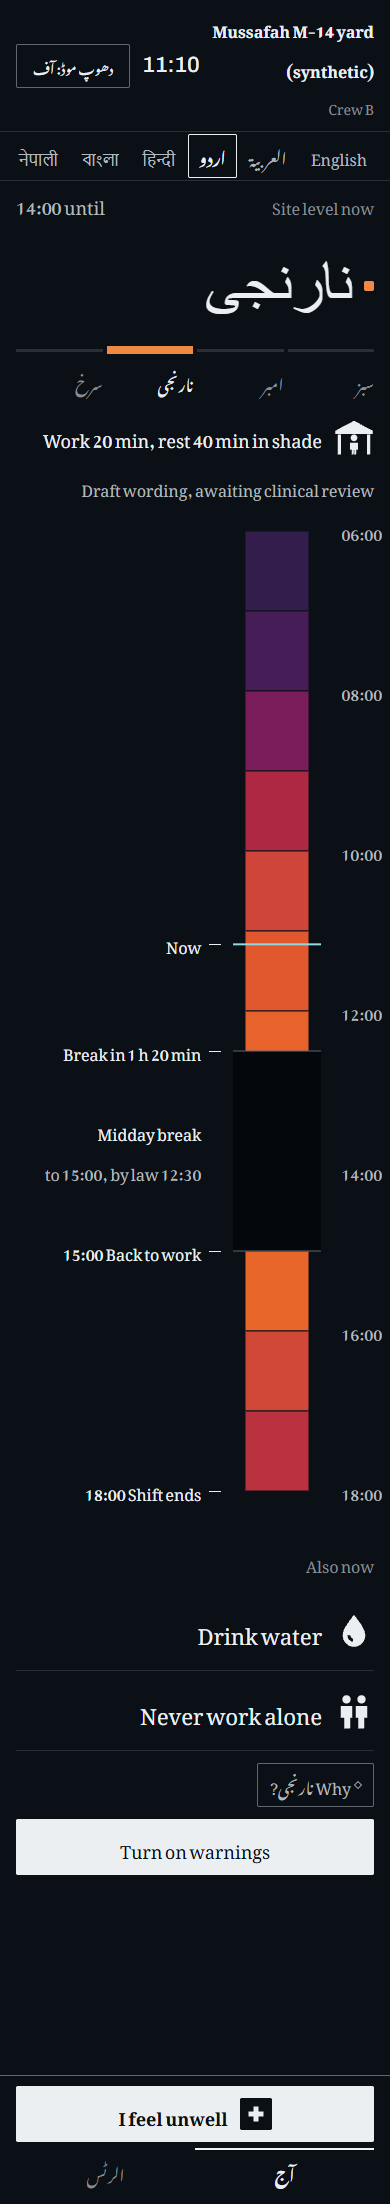 Mussafah M-14 yard
(synthetic)
Crew B
11:10
دھوپ موڈ: آف
English
العربية
اردو
हिन्दी
বাংলা
नेपाली
Site level now
14:00 until
نارنجی
سبز
امبر
نارنجی
سرخ
Work 20 min, rest 40 min in shade
Draft wording, awaiting clinical review
06:00
08:00
10:00
Now
12:00
Break in 1 h 20 min
Midday break
to 15:00, by law 12:30
14:00
15:00 Back to work
16:00
18:00 Shift ends
18:00
Also now
Drink water
Never work alone
Why نارنجی?
Turn on warnings
I feel unwell
آج
الرٹس